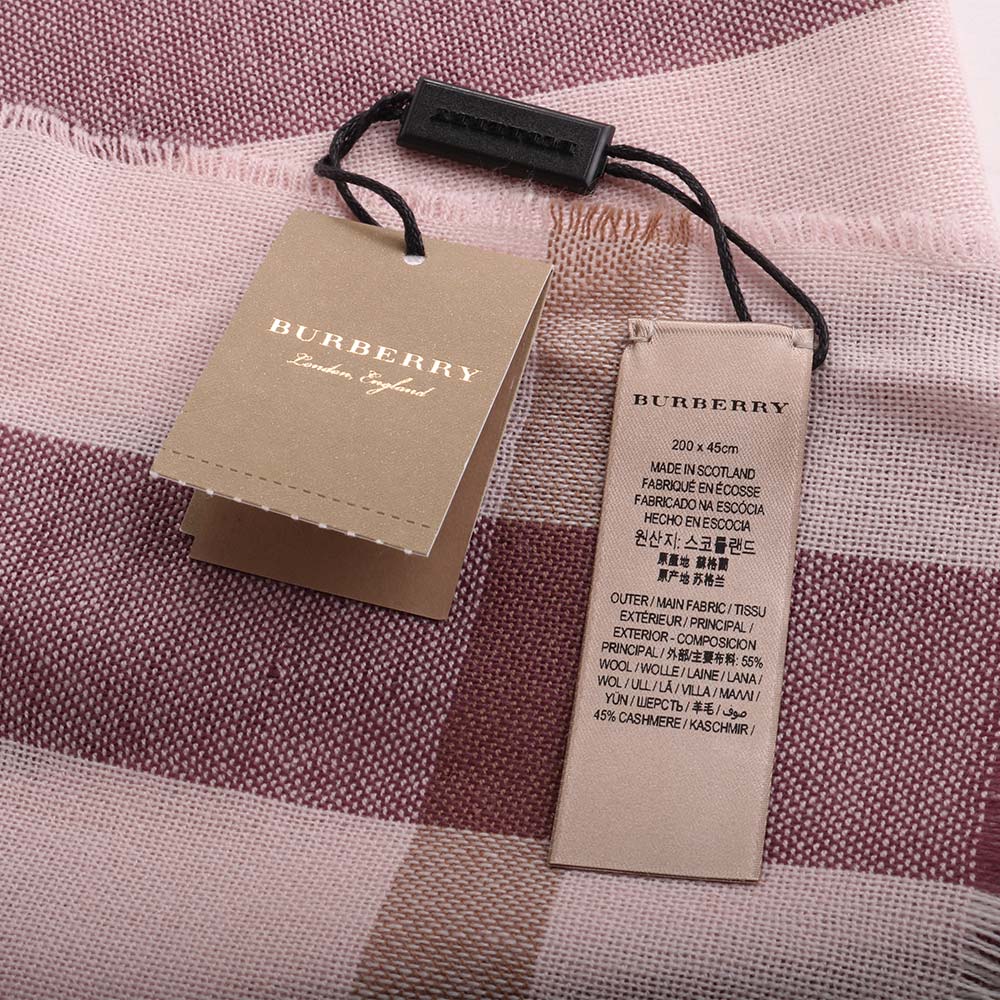 BURBERRY
London, England
BURBERRY
200 x 45cm
MADE IN SCOTLAND
FABRIQUÉ EN ÉCOSSE
FABRICADO NA ESCÓCIA
HECHO EN ESCOCIA
원산지: 스코틀랜드
原產地 蘇格蘭
原产地 苏格兰
OUTER / MAIN FABRIC / TISSU
EXTÉRIEUR / PRINCIPAL /
EXTERIOR - COMPOSICION
PRINCIPAL / 外部/主要布料: 55%
WOOL / WOLLE / LAINE / LANA /
WOL / ULL / LÃ / VILLA / ΜΑΛΛΙ /
YÜN / ШЕРСТЬ / 羊毛 / صوف /
45% CASHMERE / KASCHMIR /